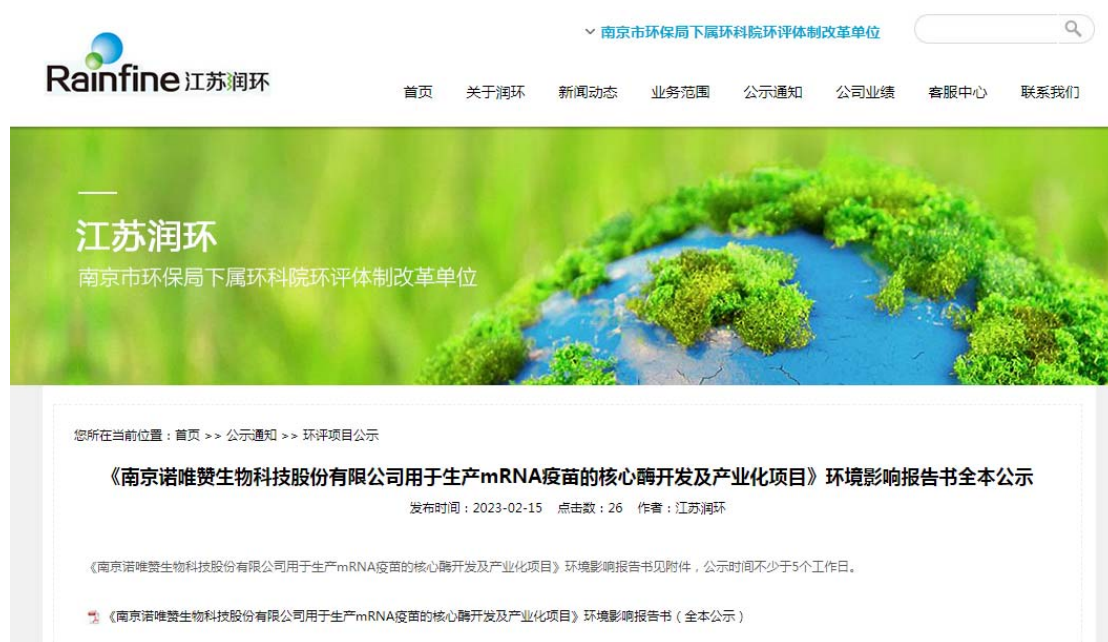 南京市环保局下属环科院环评体制改革单位
Rainfine 江苏润环
首页 关于润环 新闻动态 业务范围 公示通知 公司业绩 客服中心 联系我们
江苏润环
南京市环保局下属环科院环评体制改革单位
您所在当前位置：首页 >> 公示通知 >> 环评项目公示
《南京诺唯赞生物科技股份有限公司用于生产mRNA疫苗的核心酶开发及产业化项目》环境影响报告书全本公示
发布时间：2023-02-15 点击数：26 作者：江苏润环
《南京诺唯赞生物科技股份有限公司用于生产mRNA疫苗的核心酶开发及产业化项目》环境影响报告书见附件，公示时间不少于5个工作日。
《南京诺唯赞生物科技股份有限公司用于生产mRNA疫苗的核心酶开发及产业化项目》环境影响报告书（全本公示）